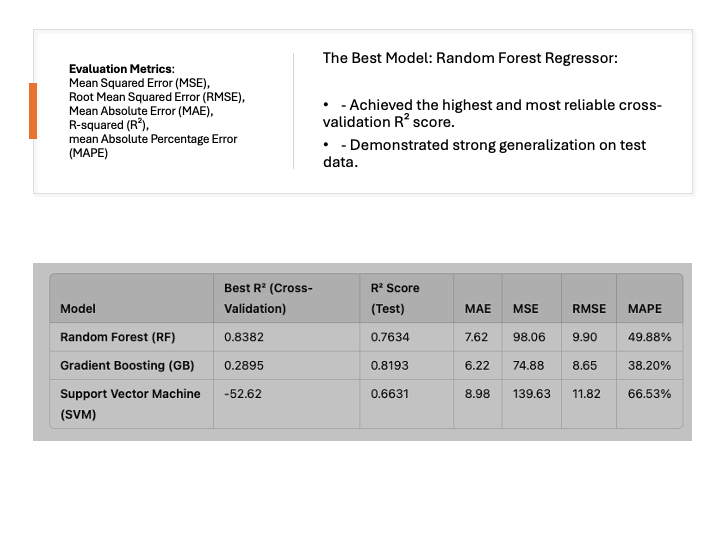 Evaluation Metrics:
Mean Squared Error (MSE),
Root Mean Squared Error (RMSE),
Mean Absolute Error (MAE),
R-squared (R²),
mean Absolute Percentage Error
(MAPE)
The Best Model: Random Forest Regressor:
• - Achieved the highest and most reliable cross-
validation R² score.
• - Demonstrated strong generalization on test
data.
Model Best R² (Cross-Validation) R² Score (Test) MAE MSE RMSE MAPE
Random Forest (RF) 0.8382 0.7634 7.62 98.06 9.90 49.88%
Gradient Boosting (GB) 0.2895 0.8193 6.22 74.88 8.65 38.20%
Support Vector Machine (SVM) -52.62 0.6631 8.98 139.63 11.82 66.53%